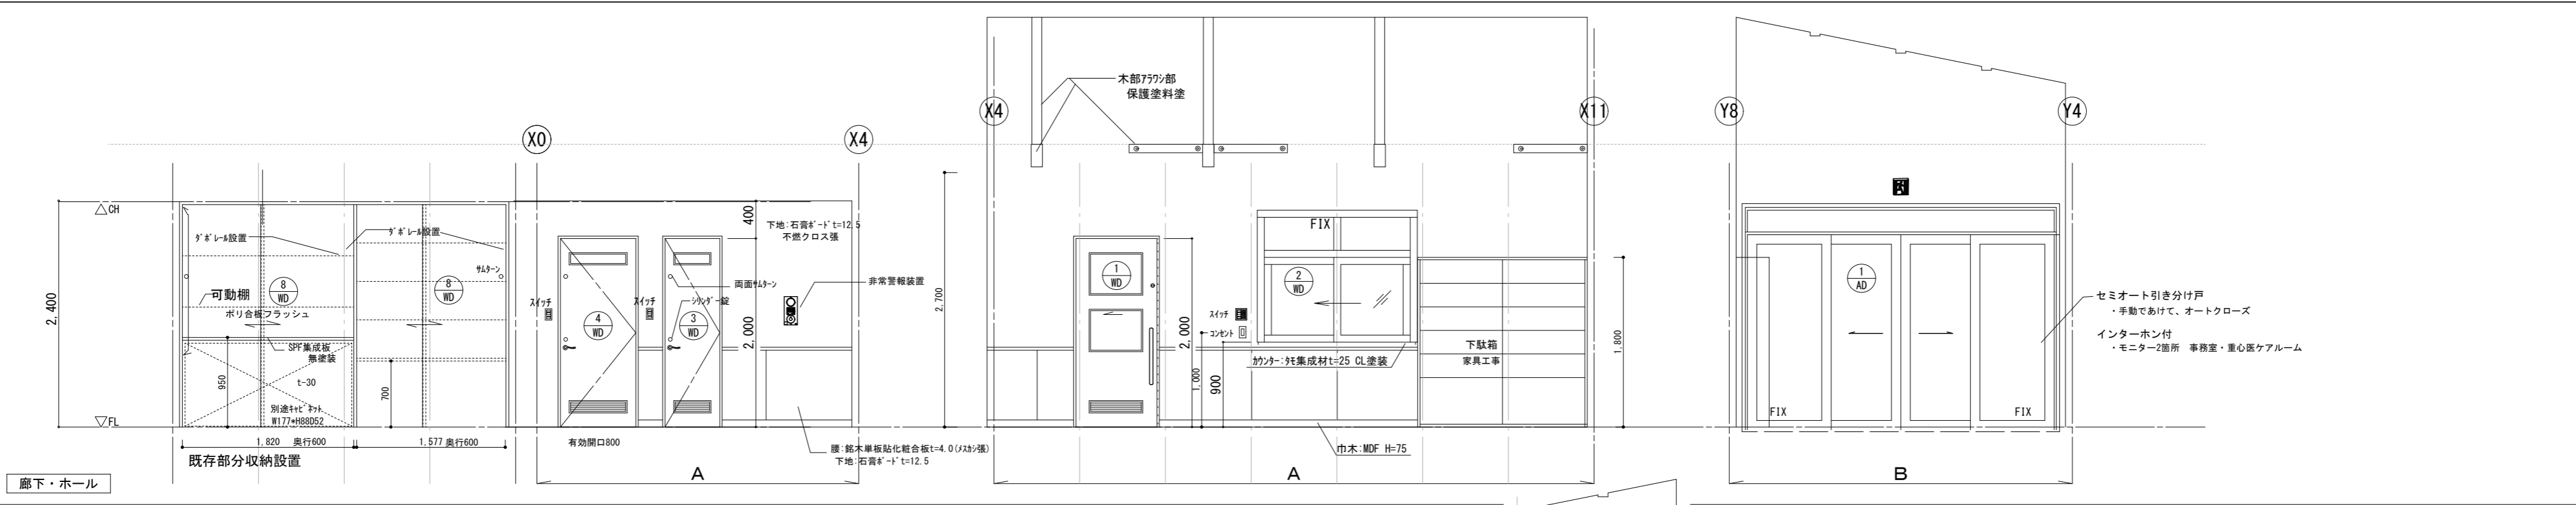 X0
X4
X4
X11
Y8
Y4
木部ｱﾗﾜｼ部
保護塗料塗
CH
2,400
ﾀﾞﾎﾞﾚｰﾙ設置
ﾀﾞﾎﾞﾚｰﾙ設置
ｻﾑﾀｰﾝ
8
WD
8
WD
可動棚
ポリ合板フラッシュ
SPF集成板
無塗装
950
t-30
700
別途ｷｬﾋﾞﾈｯﾄ
W177*H88D52
FL
1,820 奥行600
1,577 奥行600
既存部分収納設置
廊下・ホール
400
下地:石膏ﾎﾞｰﾄﾞt=12.5
不燃クロス張
両面ｻﾑﾀｰﾝ
ｽｲｯﾁ
ｽｲｯﾁ
ｼﾘﾝﾀﾞｰ錠
4
WD
3
WD
2,000
非常警報装置
有効開口800
腰:銘木単板貼化粧合板t=4.0(ﾒｽｶｼ張)
下地:石膏ﾎﾞｰﾄﾞt=12.5
A
2,700
1
WD
2,000
1,000
900
ｽｲｯﾁ
ｺﾝｾﾝﾄ
FIX
2
WD
ｶｳﾝﾀｰ:ﾀﾓ集成材t=25 CL塗装
下駄箱
家具工事
1,800
巾木:MDF H=75
A
1
AD
FIX
FIX
セミオート引き分け戸
・手動であけて、オートクローズ
インターホン付
・モニター2箇所 事務室・重心医ケアルーム
B